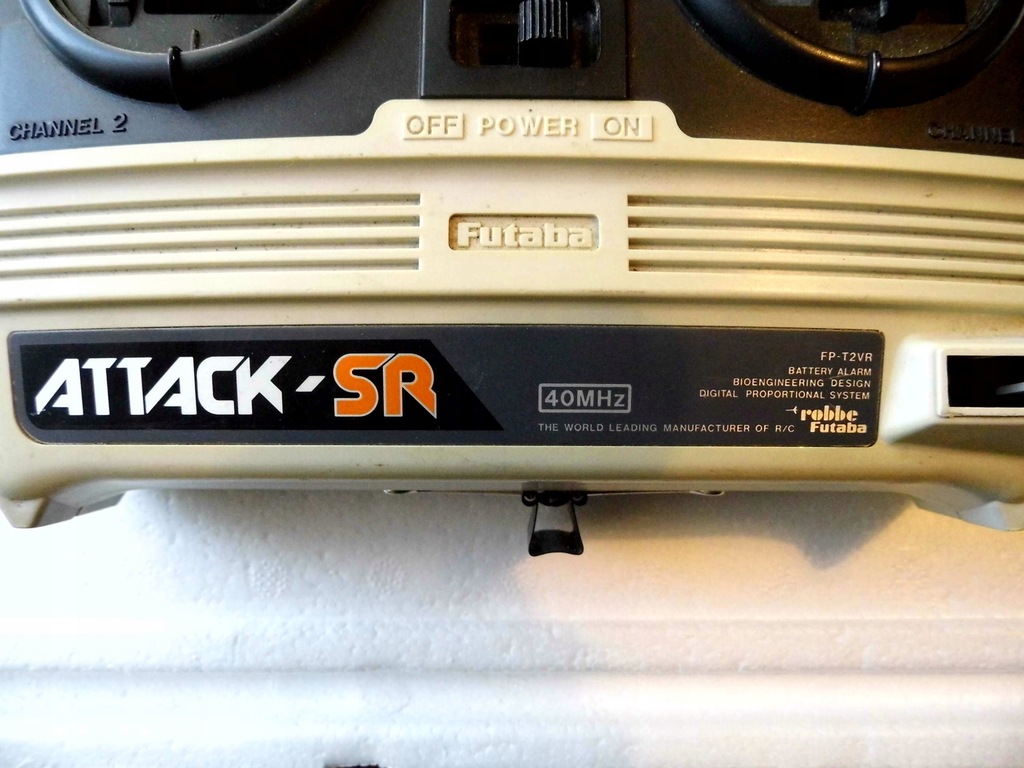 CHANNEL 2
OFF POWER ON
CHANNEL
Futaba
ATTACK-SR
40MHz
THE WORLD LEADING MANUFACTURER OF R/C
FP-T2VR
BATTERY ALARM
BIOENGINEERING DESIGN
DIGITAL PROPORTIONAL SYSTEM
robbe
Futaba